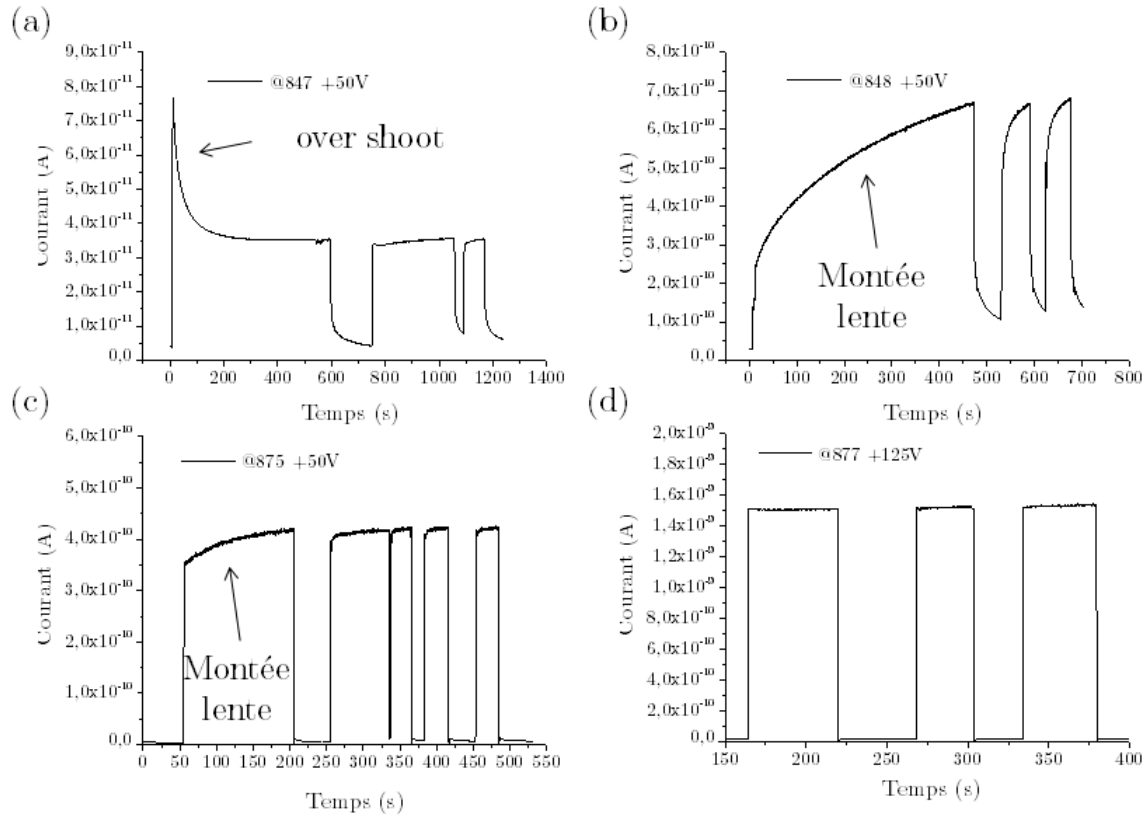 (a)
9,0x10⁻¹¹
8,0x10⁻¹¹
7,0x10⁻¹¹
6,0x10⁻¹¹
5,0x10⁻¹¹
4,0x10⁻¹¹
3,0x10⁻¹¹
2,0x10⁻¹¹
1,0x10⁻¹¹
0,0
Courant (A)
@847 +50V
over shoot
0 200 400 600 800 1000 1200 1400
Temps (s)
(b)
8,0x10⁻¹⁰
7,0x10⁻¹⁰
6,0x10⁻¹⁰
5,0x10⁻¹⁰
4,0x10⁻¹⁰
3,0x10⁻¹⁰
2,0x10⁻¹⁰
1,0x10⁻¹⁰
0,0
Courant (A)
@848 +50V
Montée
lente
0 100 200 300 400 500 600 700 800
Temps (s)
(c)
6,0x10⁻¹⁰
5,0x10⁻¹⁰
4,0x10⁻¹⁰
3,0x10⁻¹⁰
2,0x10⁻¹⁰
1,0x10⁻¹⁰
0,0
Courant (A)
@875 +50V
Montée
lente
0 50 100 150 200 250 300 350 400 450 500 550
Temps (s)
(d)
2,0x10⁻⁹
1,8x10⁻⁹
1,6x10⁻⁹
1,4x10⁻⁹
1,2x10⁻⁹
1,0x10⁻⁹
8,0x10⁻¹⁰
6,0x10⁻¹⁰
4,0x10⁻¹⁰
2,0x10⁻¹⁰
0,0
Courant (A)
@877 +125V
150 200 250 300 350 400
Temps (s)